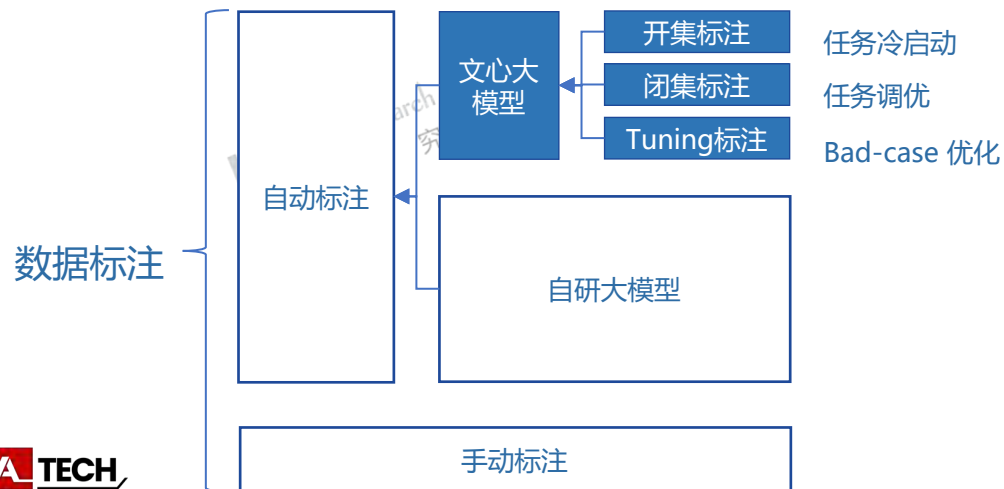 开集标注
任务冷启动
文心大
模型
闭集标注
任务调优
Tuning标注
Bad-case 优化
自动标注
数据标注
自研大模型
手动标注
TECH